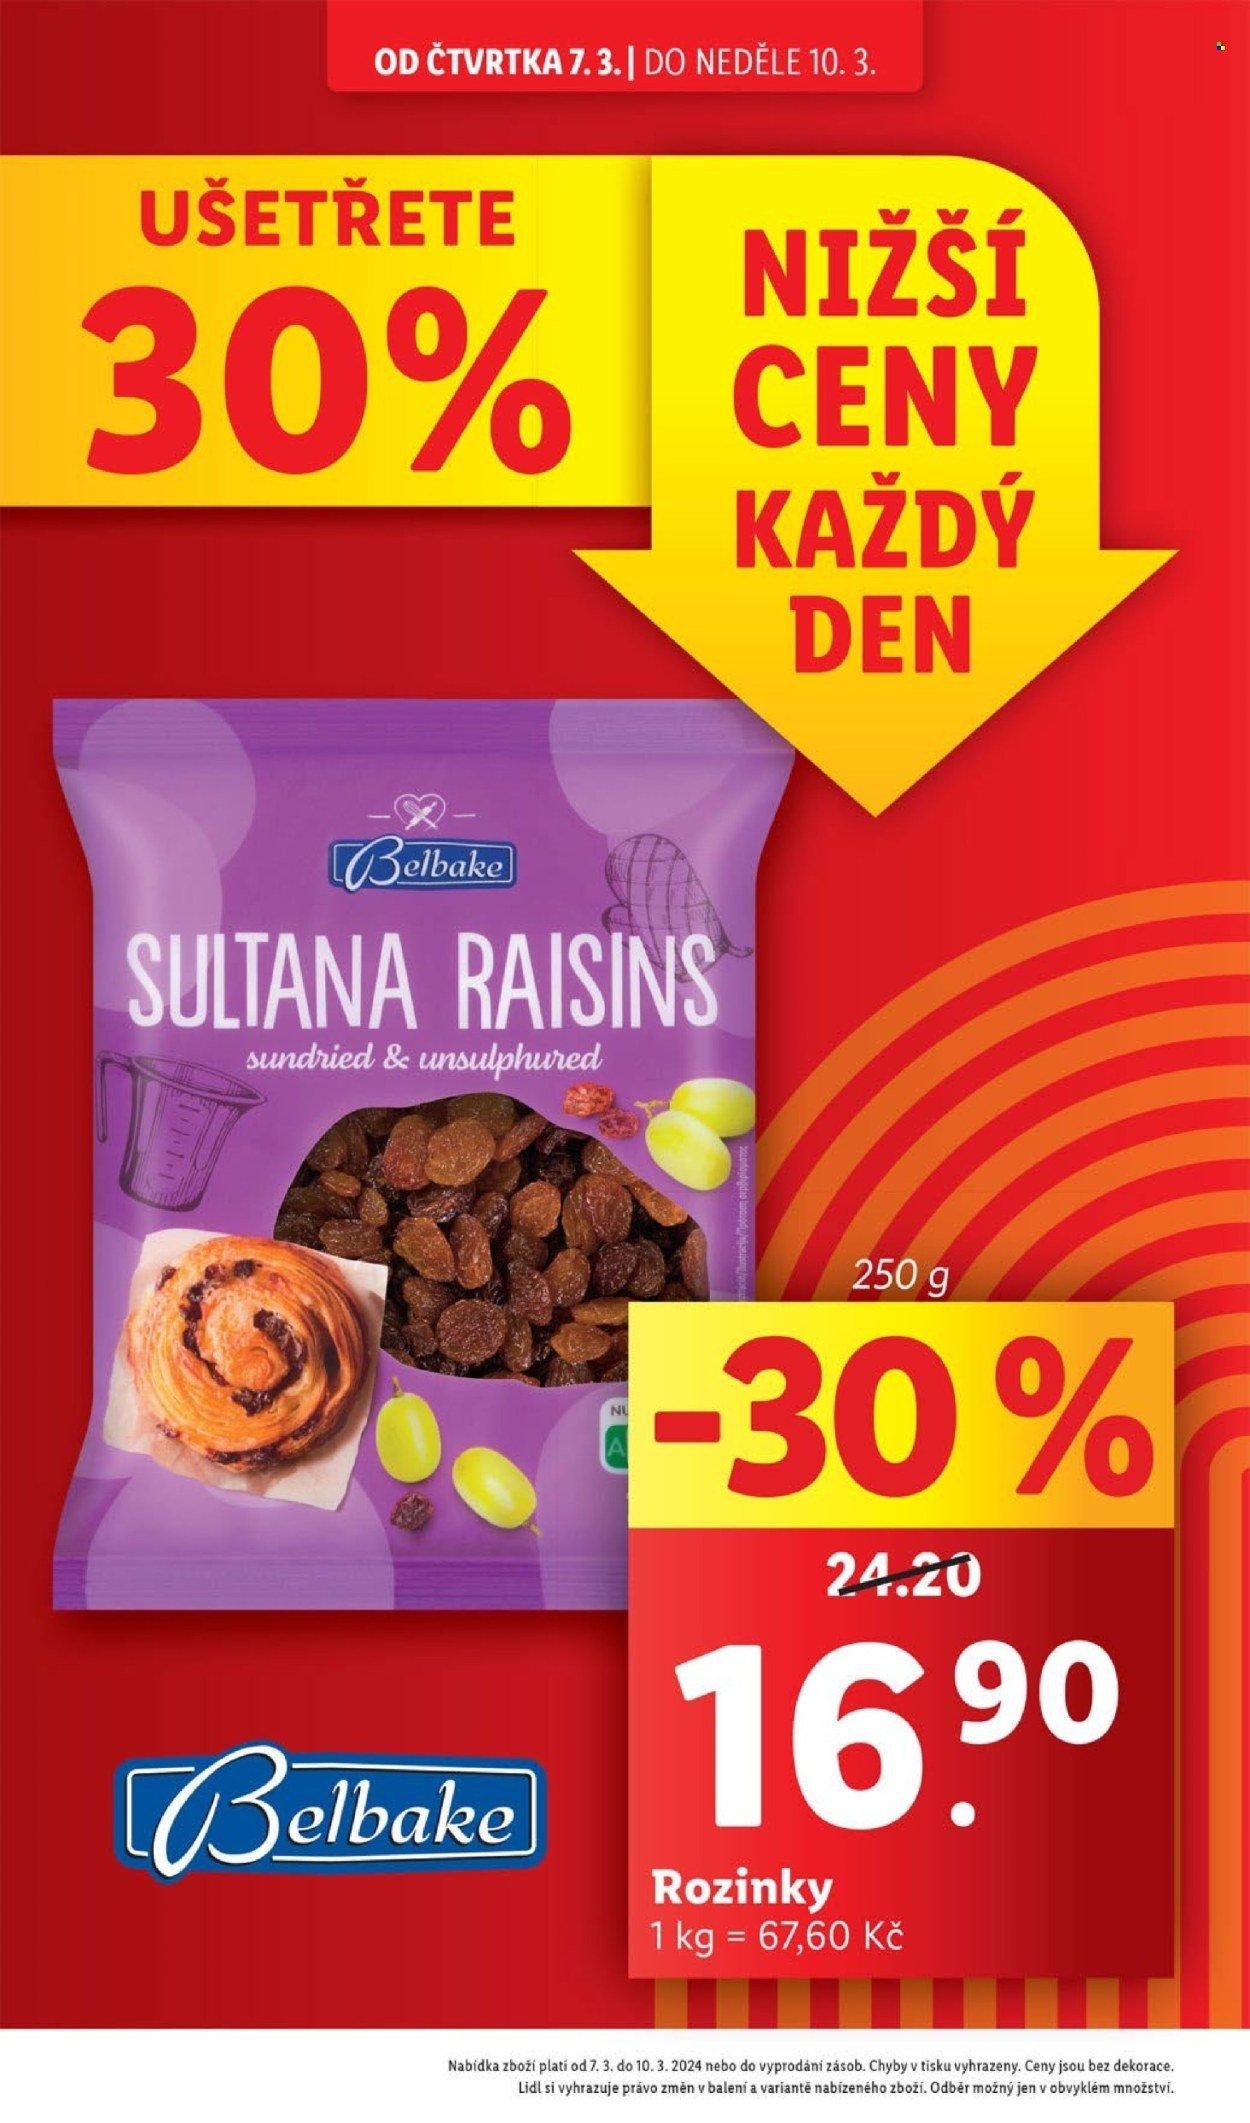 OD ČTVRTKA 7. 3. | DO NEDĚLE 10. 3.
UŠETŘETE
30%
NIŽŠÍ
CENY
KAŽDÝ
DEN
Belbake
SULTANA RAISINS
sundried & unsulphured
250 g
-30 %
24.20
16.90
Rozinky
1 kg = 67,60 Kč
Belbake
Nabídka zboží platí od 7. 3. do 10. 3. 2024 nebo do vyprodání zásob. Chyby v tisku vyhrazeny. Ceny jsou bez dekorace.
Lidl si vyhrazuje právo změn v balení a variantě nabízeného zboží. Odběr možný jen v obvyklém množství.